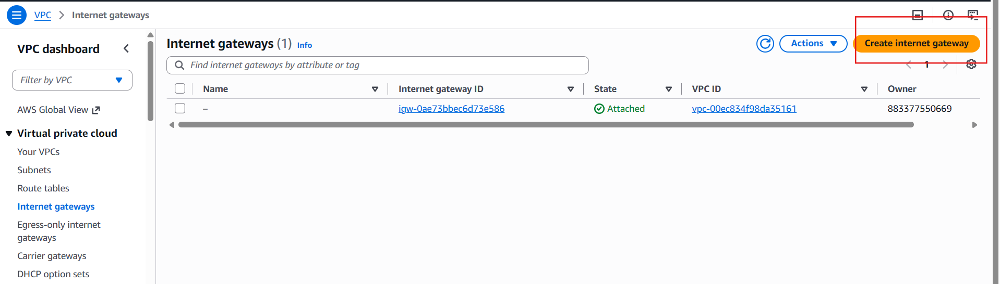 VPC > Internet gateways
VPC dashboard
Filter by VPC
AWS Global View
Virtual private cloud
Your VPCs
Subnets
Route tables
Internet gateways
Egress-only internet
gateways
Carrier gateways
DHCP option sets
Internet gateways (1) Info
Actions
Create internet gateway
Find internet gateways by attribute or tag
1
Name Internet gateway ID State VPC ID Owner
– igw-0ae73bbec6d73e586 Attached vpc-00ec834f98da35161 883377550669